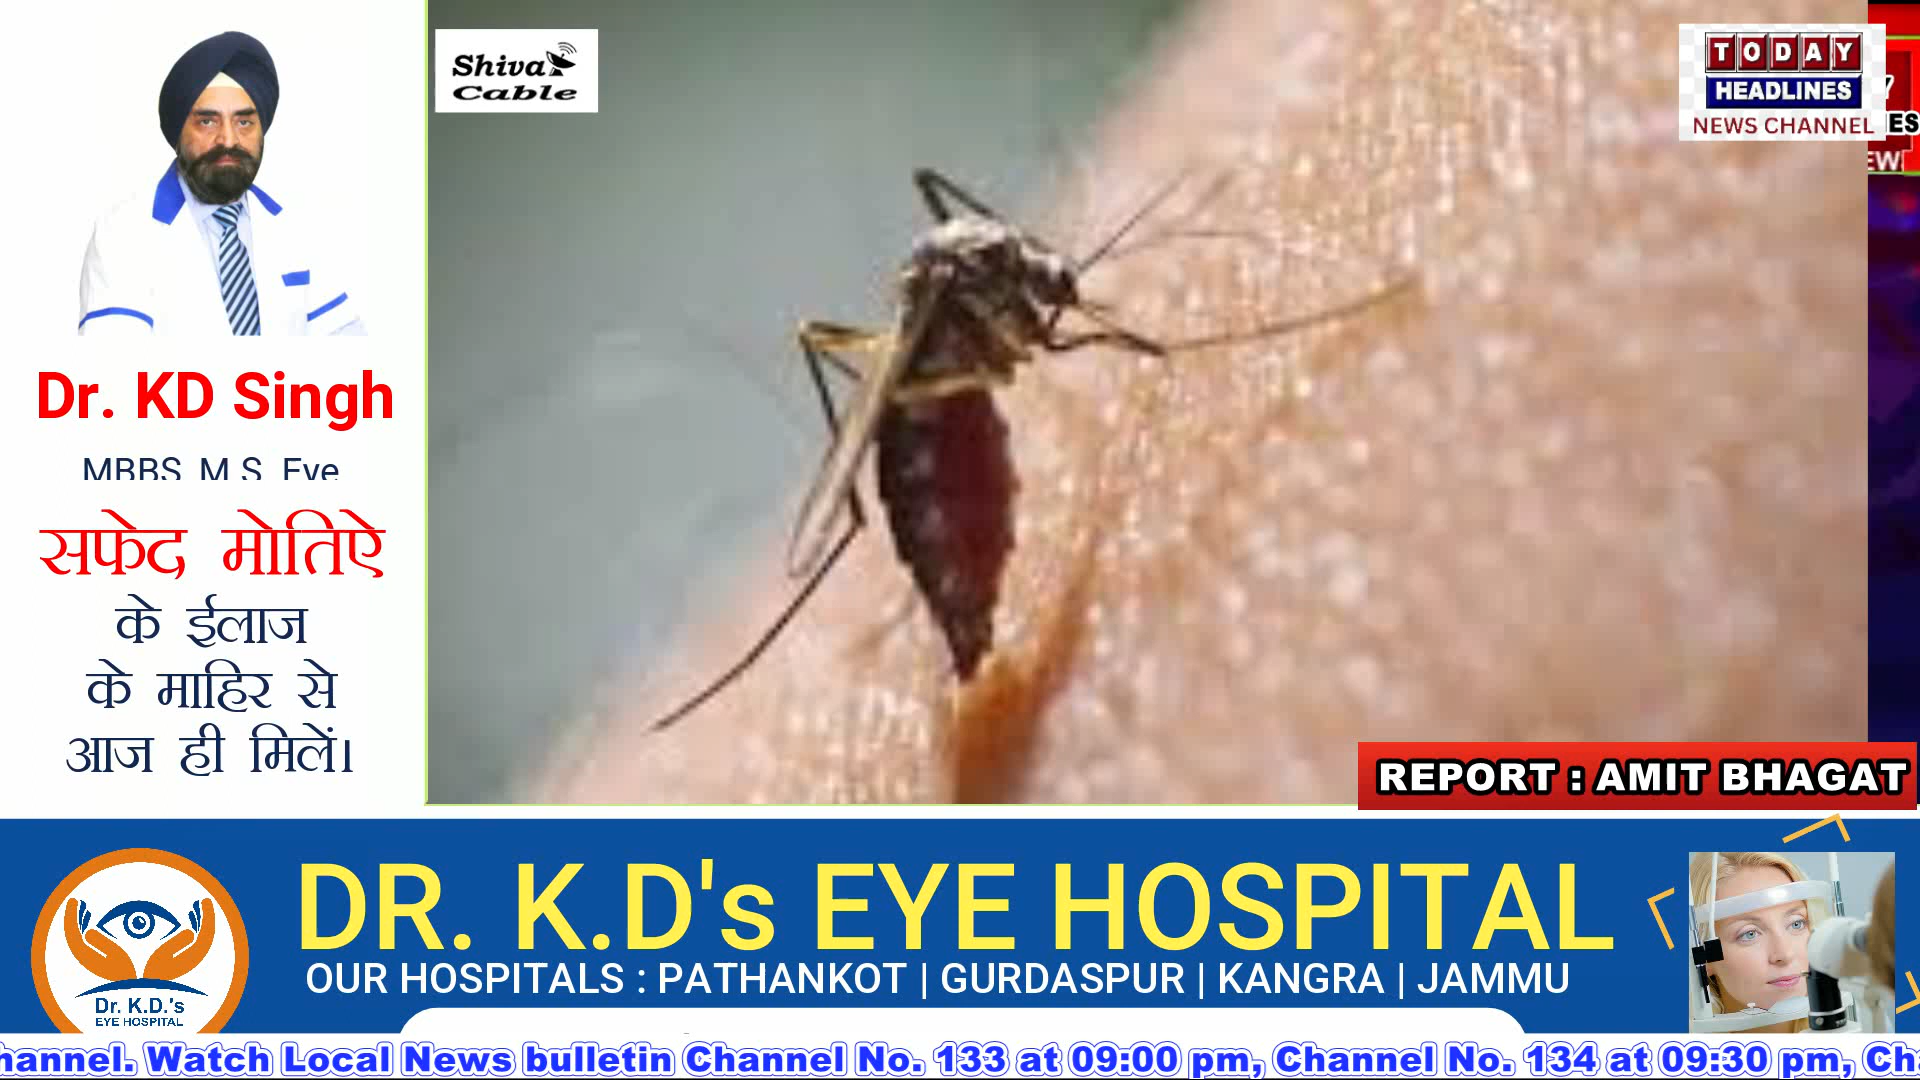 Shiva
Cable
TODAY
HEADLINES
NEWS CHANNEL
Dr. KD Singh
MBBS M.S. Eye
सफेद मोतिऐ
के ईलाज
के माहिर से
आज ही मिलें।
REPORT : AMIT BHAGAT
DR. K.D's EYE HOSPITAL
OUR HOSPITALS : PATHANKOT | GURDASPUR | KANGRA | JAMMU
Dr. K.D.'s
EYE HOSPITAL
hannel. Watch Local News bulletin Channel No. 133 at 09:00 pm, Channel No. 134 at 09:30 pm, Ch